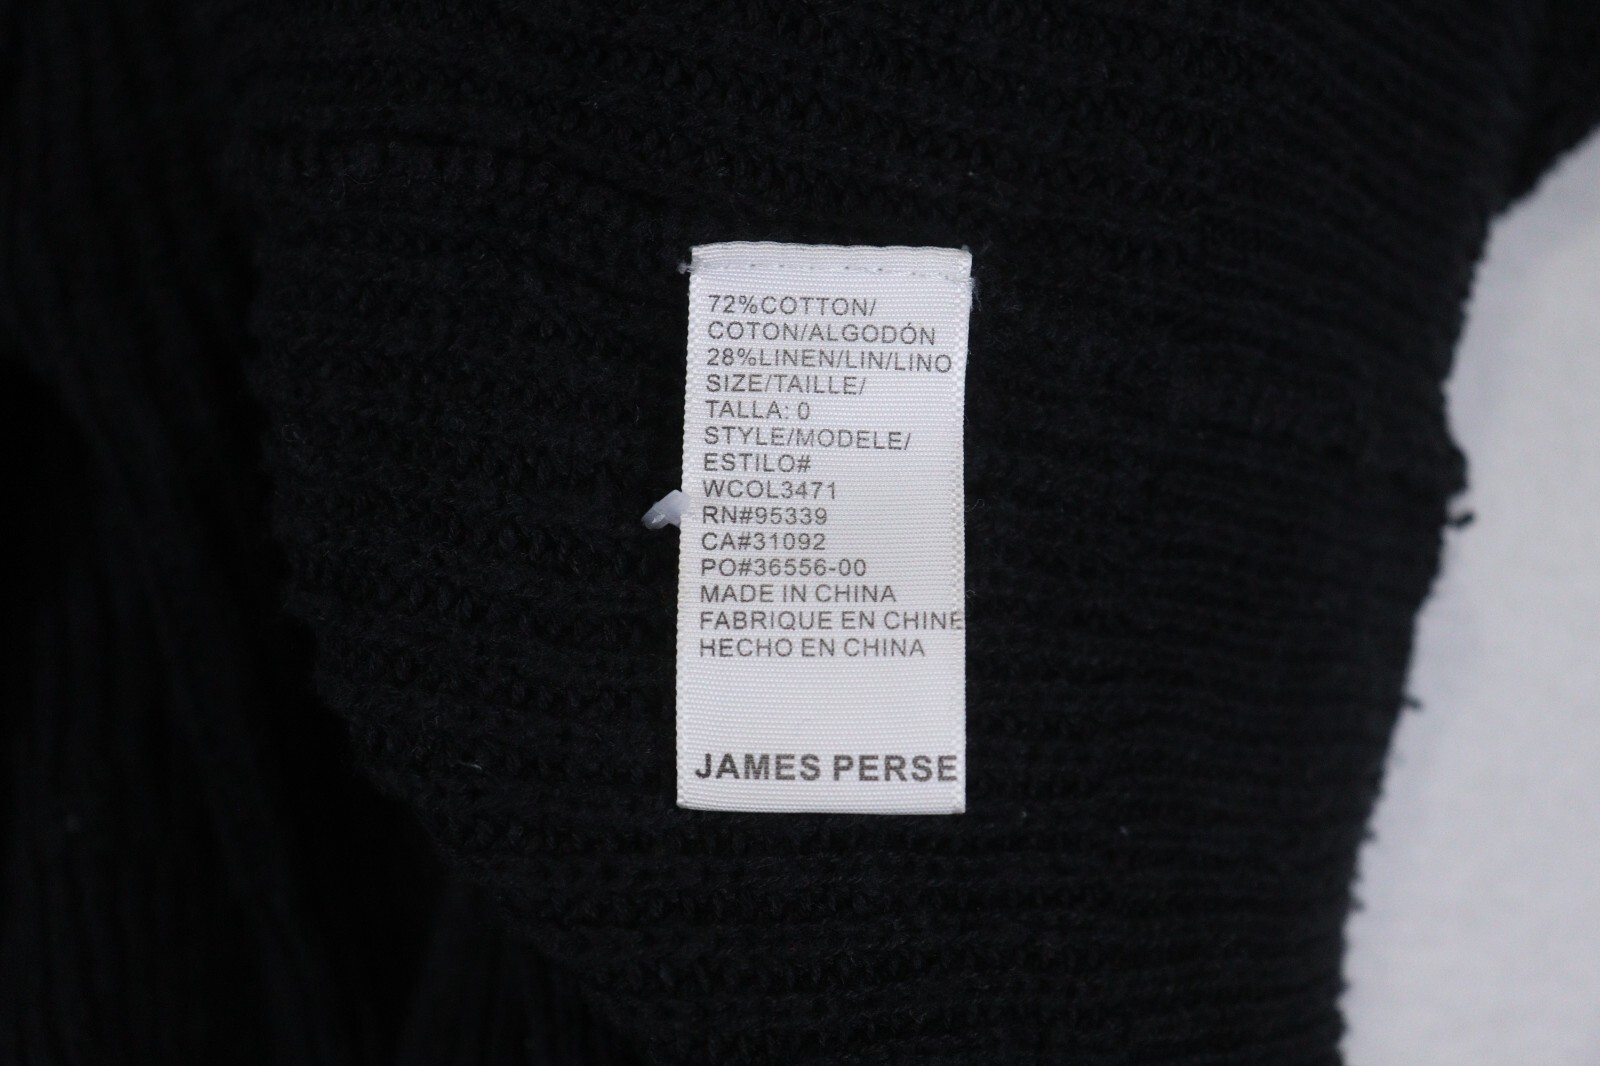 72%COTTON/
COTON/ALGODÓN
28%LINEN/LIN/LINO
SIZE/TAILLE/
TALLA: 0
STYLE/MODELE/
ESTILO#
WCOL3471
RN#95339
CA#31092
PO#36556-00
MADE IN CHINA
FABRIQUE EN CHINE
HECHO EN CHINA
JAMES PERSE